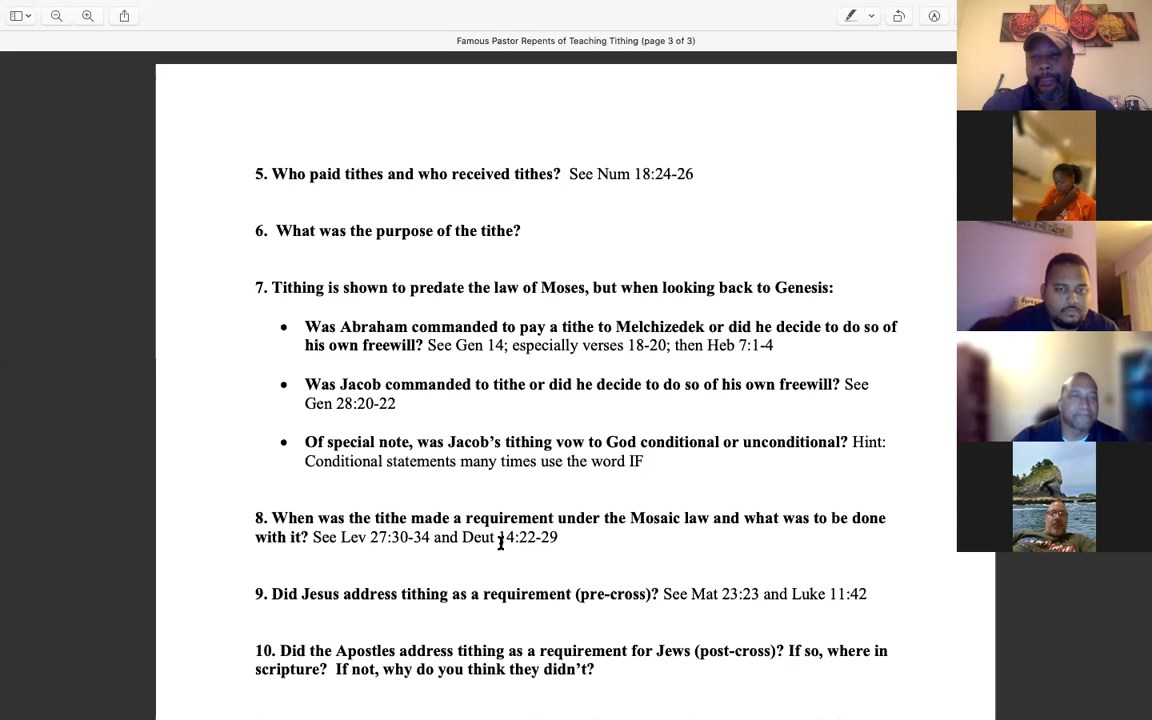 Famous Pastor Repents of Teaching Tithing (page 3 of 3)
5. Who paid tithes and who received tithes?  See Num 18:24-26
6.  What was the purpose of the tithe?
7. Tithing is shown to predate the law of Moses, but when looking back to Genesis:
• Was Abraham commanded to pay a tithe to Melchizedek or did he decide to do so of
his own freewill? See Gen 14; especially verses 18-20; then Heb 7:1-4
• Was Jacob commanded to tithe or did he decide to do so of his own freewill? See
Gen 28:20-22
• Of special note, was Jacob’s tithing vow to God conditional or unconditional? Hint:
Conditional statements many times use the word IF
8. When was the tithe made a requirement under the Mosaic law and what was to be done
with it? See Lev 27:30-34 and Deut 14:22-29
9. Did Jesus address tithing as a requirement (pre-cross)? See Mat 23:23 and Luke 11:42
10. Did the Apostles address tithing as a requirement for Jews (post-cross)? If so, where in
scripture?  If not, why do you think they didn’t?